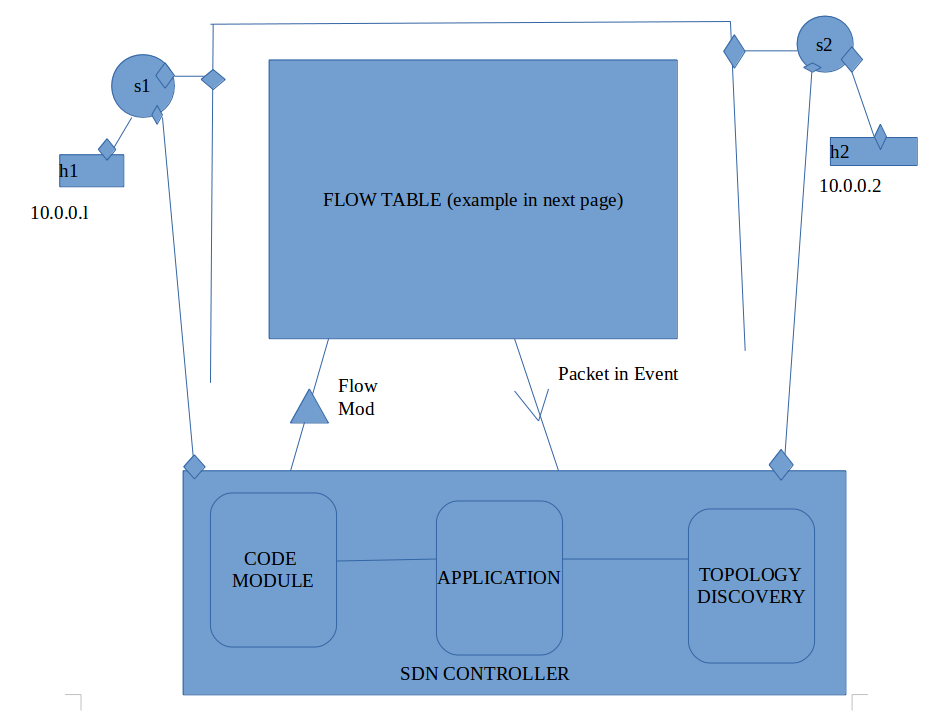 s1
s2
h1
h2
10.0.0.l
10.0.0.2
FLOW TABLE (example in next page)
Flow
Mod
Packet in Event
CODE
MODULE
APPLICATION
TOPOLOGY
DISCOVERY
SDN CONTROLLER